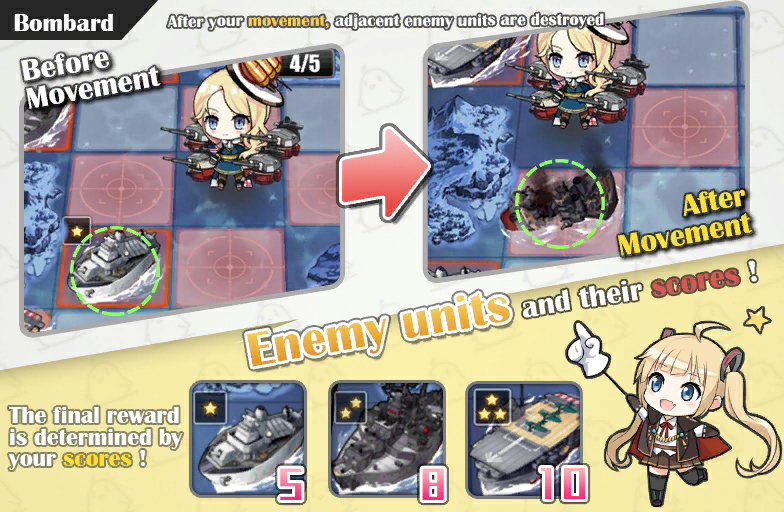 Bombard
After your movement, adjacent enemy units are destroyed
Before
Movement
4/5
After
Movement
Enemy units and their scores !
The final reward
is determined by
your scores !
5
8
10